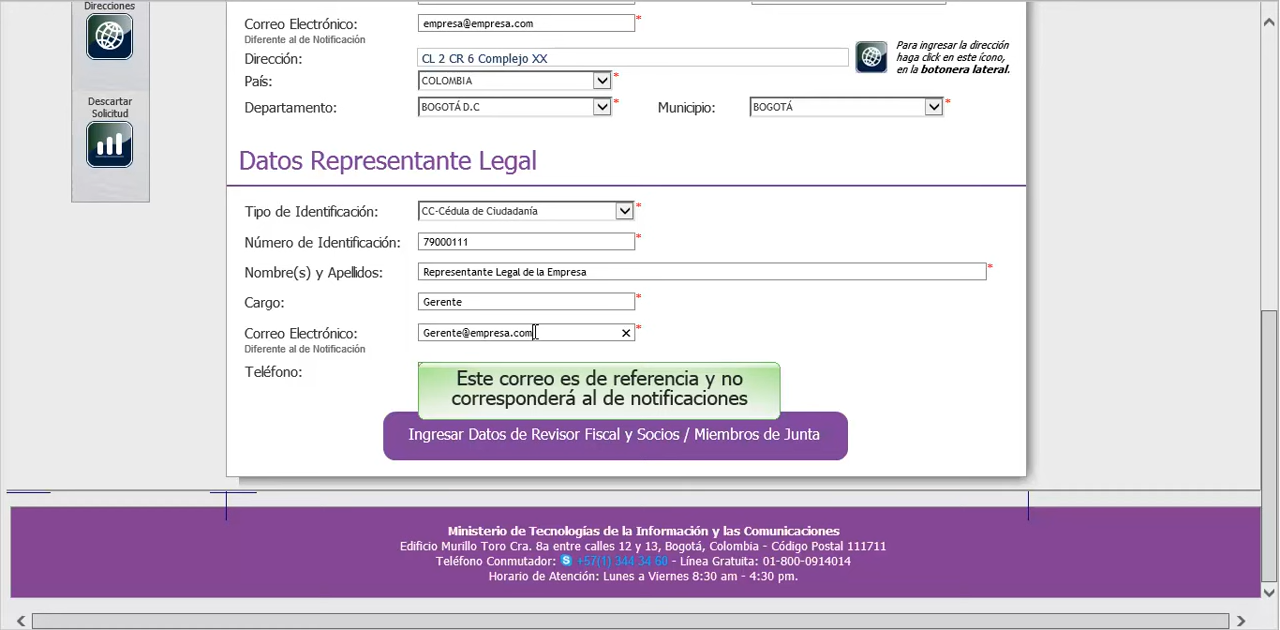 Direcciones
Correo Electrónico: empresa@empresa.com *
Diferente al de Notificación
Dirección: CL 2 CR 6 Complejo XX
Para ingresar la dirección
haga click en este ícono,
en la botonera lateral.
País: COLOMBIA *
Departamento: BOGOTÁ D.C * Municipio: BOGOTÁ *
Descartar
Solicitud
Datos Representante Legal
Tipo de Identificación: CC-Cédula de Ciudadanía *
Número de Identificación: 79000111 *
Nombre(s) y Apellidos: Representante Legal de la Empresa *
Cargo: Gerente *
Correo Electrónico: Gerente@empresa.com *
Diferente al de Notificación
Teléfono:
Este correo es de referencia y no
corresponderá al de notificaciones
Ingresar Datos de Revisor Fiscal y Socios / Miembros de Junta
Ministerio de Tecnologías de la Información y las Comunicaciones
Edificio Murillo Toro Cra. 8a entre calles 12 y 13, Bogotá, Colombia - Código Postal 111711
Teléfono Conmutador: +57(1) 344 34 60 - Línea Gratuita: 01-800-0914014
Horario de Atención: Lunes a Viernes 8:30 am - 4:30 pm.